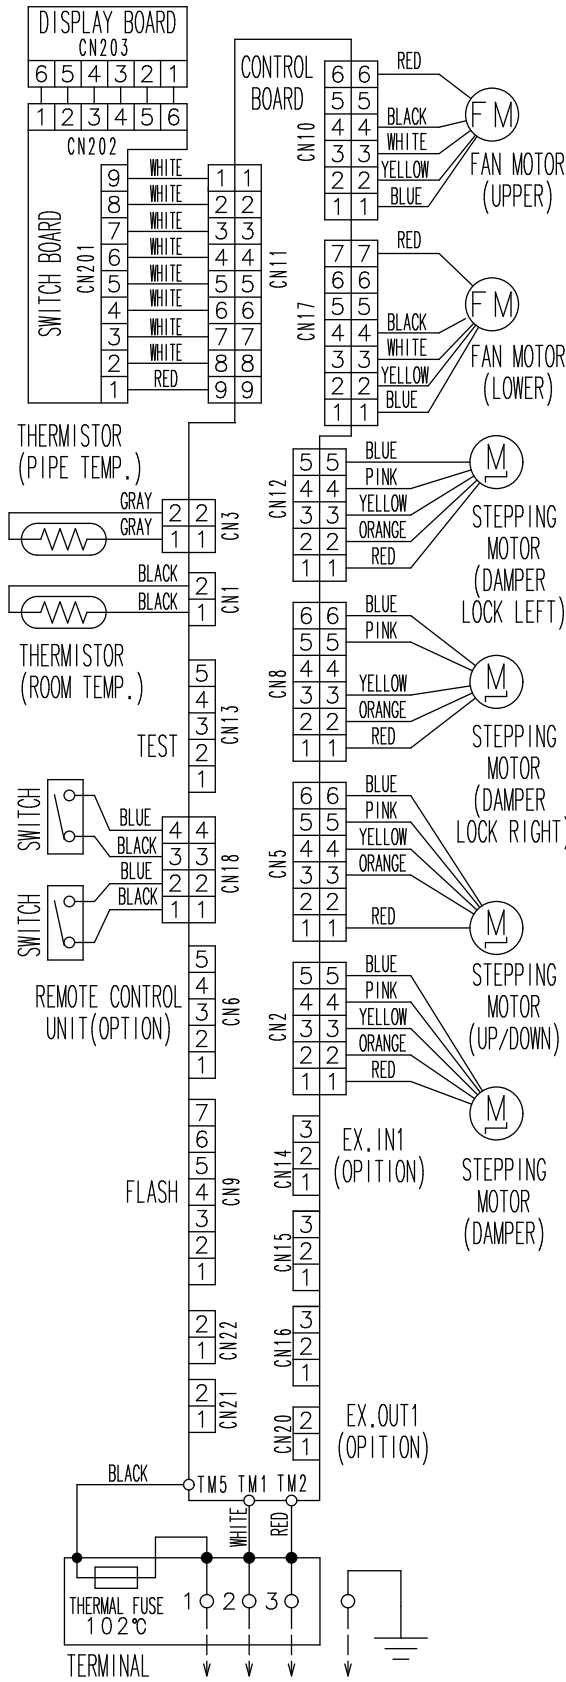 DISPLAY BOARD
CN203
6 5 4 3 2 1
1 2 3 4 5 6
CN202
SWITCH BOARD
CN201
9 WHITE 1 1
8 WHITE 2 2
7 WHITE 3 3
6 WHITE 4 4
5 WHITE 5 5
4 WHITE 6 6
3 WHITE 7 7
2 WHITE 8 8
1 RED 9 9
CN11
CONTROL
BOARD
CN10
6 6 RED
5 5
4 4 BLACK
3 3 WHITE
2 2 YELLOW
1 1 BLUE
FM
FAN MOTOR
(UPPER)
CN17
7 7 RED
6 6
5 5
4 4 BLACK
3 3 WHITE
2 2 YELLOW
1 1 BLUE
FM
FAN MOTOR
(LOWER)
THERMISTOR
(PIPE TEMP.)
GRAY 2 2
GRAY 1 1
CN3
BLACK 2
BLACK 1
CN1
THERMISTOR
(ROOM TEMP.)
5
4
3
2
1
CN13
TEST
SWITCH
SWITCH
BLUE 4 4
BLACK 3 3
BLUE 2 2
BLACK 1 1
CN18
5
4
3
2
1
CN6
REMOTE CONTROL
UNIT(OPTION)
7
6
5
4
3
2
1
CN9
FLASH
2
1
CN22
2
1
CN21
CN12
5 5 BLUE
4 4 PINK
3 3 YELLOW
2 2 ORANGE
1 1 RED
M
STEPPING
MOTOR
(DAMPER
LOCK LEFT)
CN8
6 6 BLUE
5 5 PINK
4 4
3 3 YELLOW
2 2 ORANGE
1 1 RED
M
STEPPING
MOTOR
(DAMPER
LOCK RIGHT)
CN5
6 6 BLUE
5 5 PINK
4 4 YELLOW
3 3 ORANGE
2 2
1 1 RED
M
STEPPING
MOTOR
(UP/DOWN)
CN2
5 5 BLUE
4 4 PINK
3 3 YELLOW
2 2 ORANGE
1 1 RED
M
STEPPING
MOTOR
(DAMPER)
CN14
3
2
1
EX.IN1
(OPITION)
CN15
3
2
1
CN16
3
2
1
CN20
2
1
EX.OUT1
(OPITION)
BLACK
TM5 TM1 TM2
WHITE
RED
THERMAL FUSE
102℃
1 2 3
TERMINAL